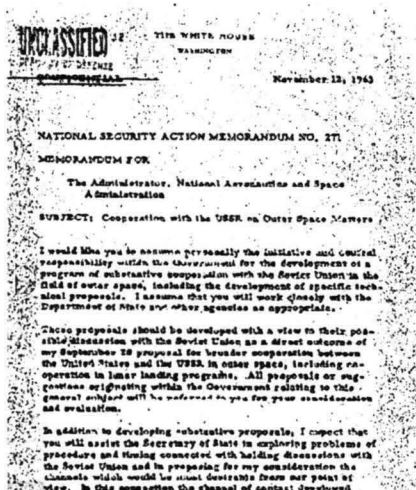 UNCLASSIFIED
THE WHITE HOUSE
WASHINGTON
CONFIDENTIAL
November 12, 1963
NATIONAL SECURITY ACTION MEMORANDUM NO. 271
MEMORANDUM FOR
The Administrator, National Aeronautics and Space
Administration
SUBJECT: Cooperation with the USSR on Outer Space Matters
I would like you to assume personally the initiative and central
responsibility within the Government for the development of a
program of substantive cooperation with the Soviet Union in the
field of outer space, including the development of specific tech-
nical proposals. I assume that you will work closely with the
Department of State and other agencies as appropriate.
These proposals should be developed with a view to their pos-
sible discussion with the Soviet Union as a direct outcome of
my September 20 proposal for broader cooperation between
the United States and the USSR in outer space, including co-
operation in lunar landing programs. All proposals or sug-
gestions originating within the Government relating to this
general subject will be referred to you for your consideration
and evaluation.
In addition to developing substantive proposals, I expect that
you will assist the Secretary of State in exploring problems of
procedure and timing connected with holding discussions with
the Soviet Union and in proposing for my consideration the
channels which would be most desirable from our point of
view. In this connection the channel of contact developed